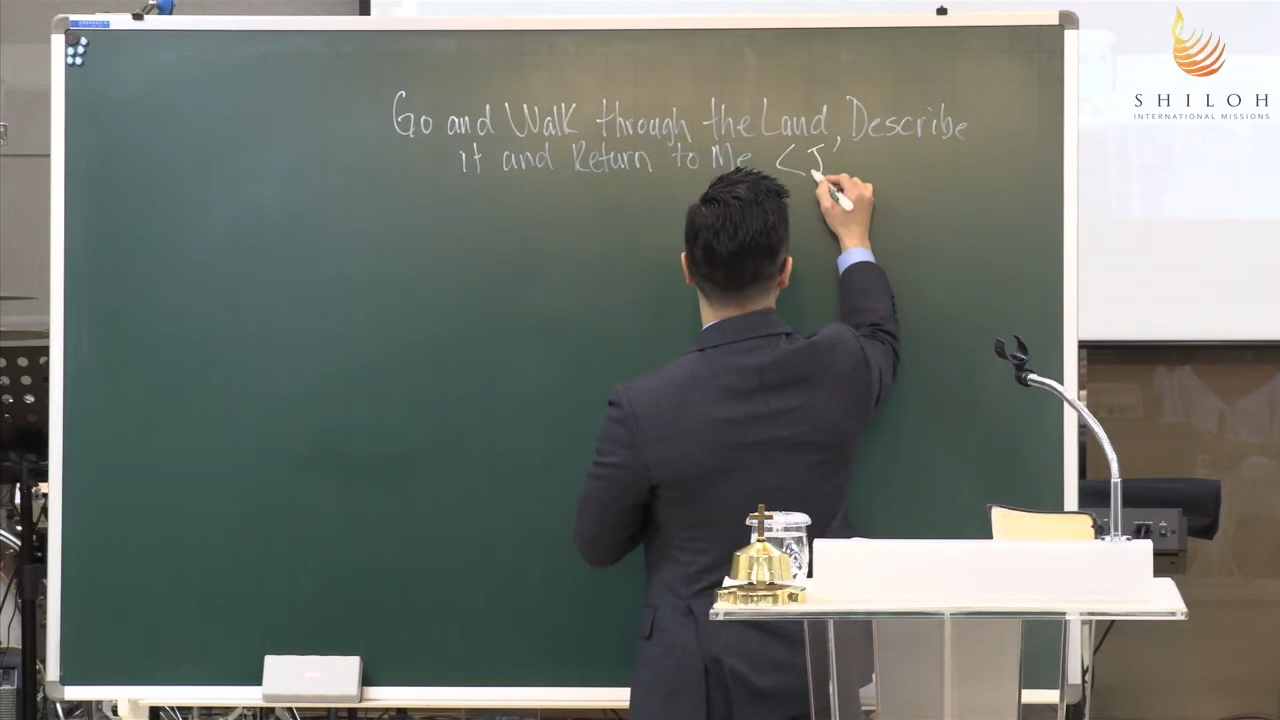 Go and Walk through the Land, Describe
it and Return to Me <J
SHILOH
INTERNATIONAL MISSIONS